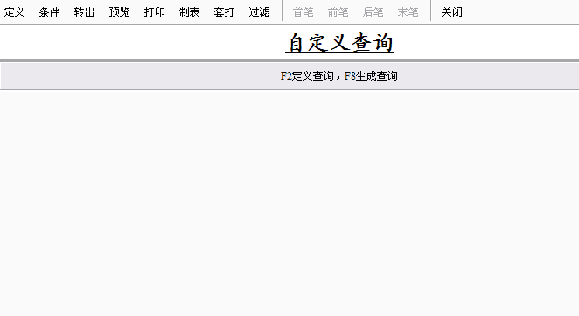 定义 条件 转出 预览 打印 制表 套打 过滤 首笔 前笔 后笔 末笔 关闭
自定义查询
F2定义查询，F8生成查询